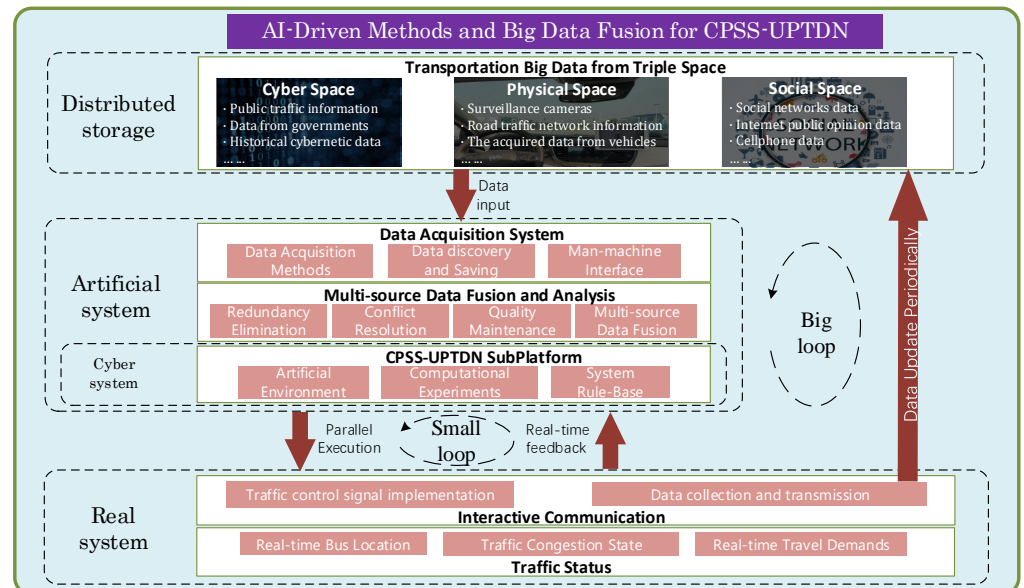 AI-Driven Methods and Big Data Fusion for CPSS-UPTDN
Distributed
storage
Transportation Big Data from Triple Space
Cyber Space
· Public traffic information
· Data from governments
· Historical cybernetic data
... ...
Physical Space
· Surveillance cameras
· Road traffic network information
· The acquired data from vehicles
... ...
Social Space
· Social networks data
· Internet public opinion data
· Cellphone data
... ...
NETWORK
Data
input
Artificial
system
Data Acquisition System
Data Acquisition
Methods
Data discovery
and Saving
Man-machine
Interface
Multi-source Data Fusion and Analysis
Redundancy
Elimination
Conflict
Resolution
Quality
Maintenance
Multi-source
Data Fusion
Cyber
system
CPSS-UPTDN SubPlatform
Artificial
Environment
Computational
Experiments
System
Rule-Base
Big
loop
Data Update Periodically
Parallel
Execution
Small
loop
Real-time
feedback
Real
system
Traffic control signal implementation
Data collection and transmission
Interactive Communication
Real-time Bus Location
Traffic Congestion State
Real-time Travel Demands
Traffic Status